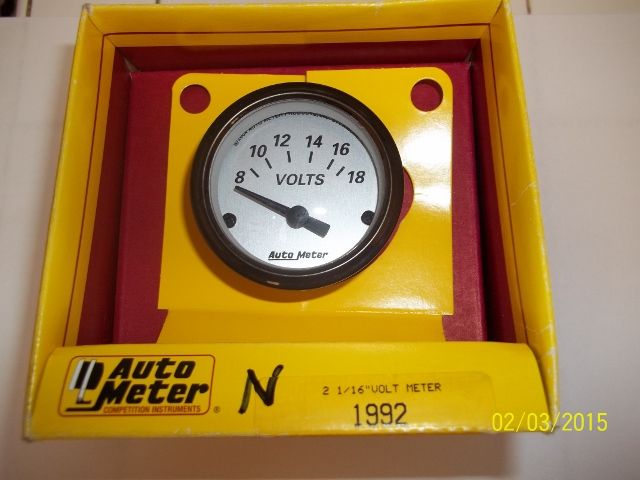 8 10 12 14 16 18
VOLTS
Auto Meter
Auto
Meter
COMPETITION INSTRUMENTS
®
N
2 1/16"VOLT METER
1992
02/03/2015